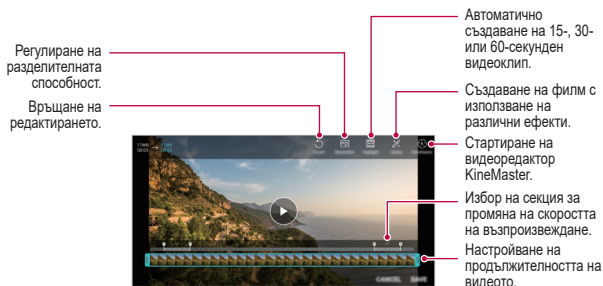 Регулиране на
разделителната
способност.
Връщане на
редактирането.
Автоматично
създаване на 15-, 30-
или 60-секунден
видеоклип.
Създаване на филм с
използване на
различни ефекти.
Стартиране на
видеоредактор
KineMaster.
Избор на секция за
промяна на скоростта
на възпроизвеждане.
Настройване на
продължителността на
видеото.
CANCEL SAVE